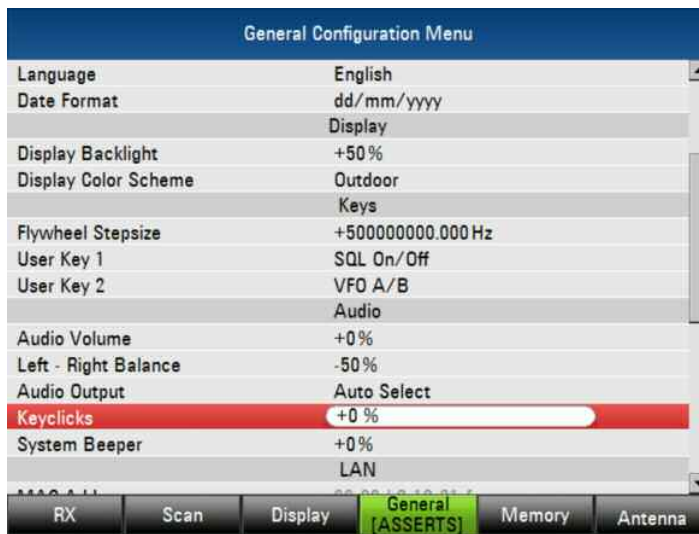 General Configuration Menu
Language English
Date Format dd/mm/yyyy
Display
Display Backlight +50%
Display Color Scheme Outdoor
Keys
Flywheel Stepsize +500000000.000 Hz
User Key 1 SQL On/Off
User Key 2 VFO A/B
Audio
Audio Volume +0%
Left - Right Balance -50%
Audio Output Auto Select
Keyclicks +0 %
System Beeper +0%
LAN
RX Scan Display General [ASSERTS] Memory Antenna